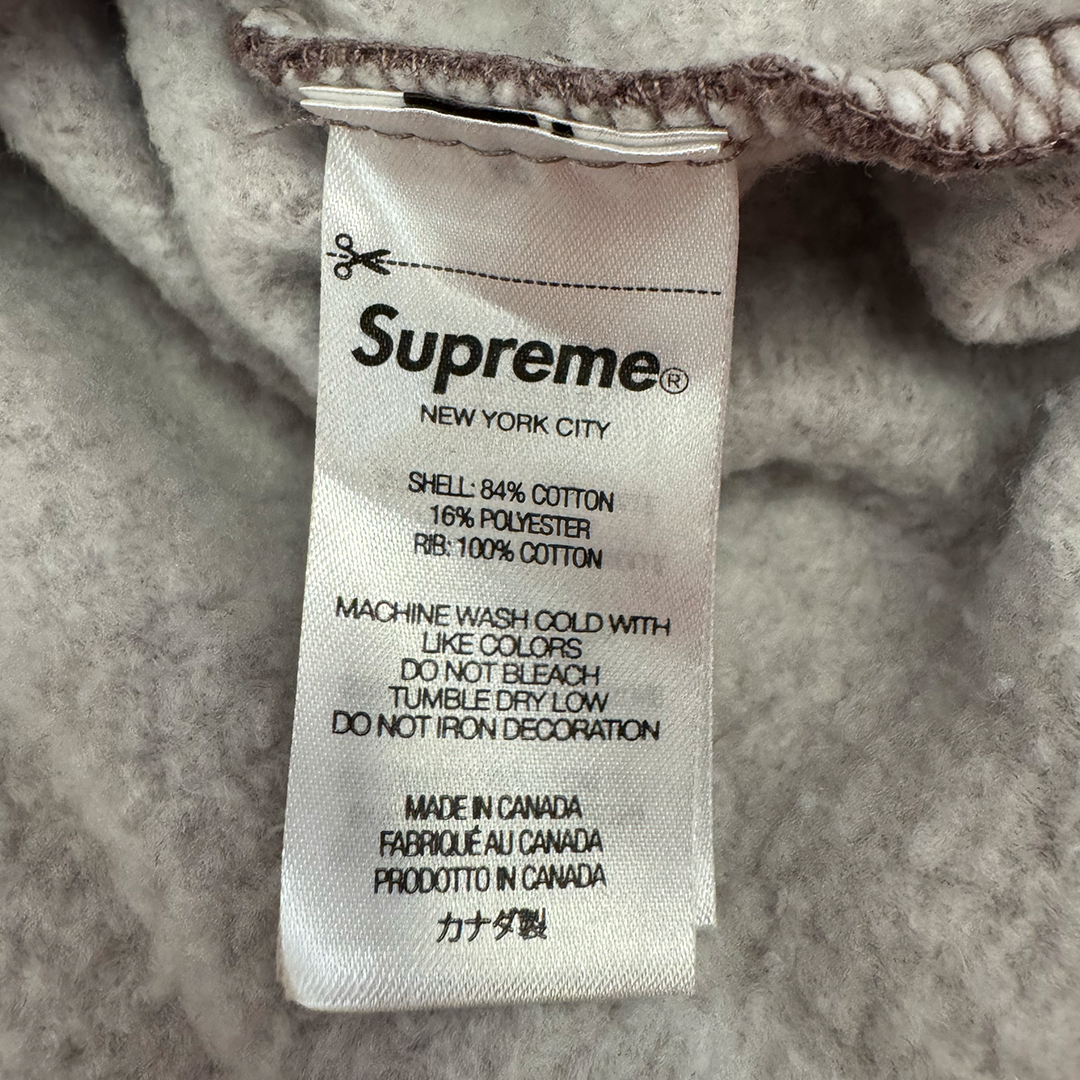 Supreme®
NEW YORK CITY
SHELL: 84% COTTON
16% POLYESTER
RIB: 100% COTTON
MACHINE WASH COLD WITH
LIKE COLORS
DO NOT BLEACH
TUMBLE DRY LOW
DO NOT IRON DECORATION
MADE IN CANADA
FABRIQUÉ AU CANADA
PRODOTTO IN CANADA
カナダ製